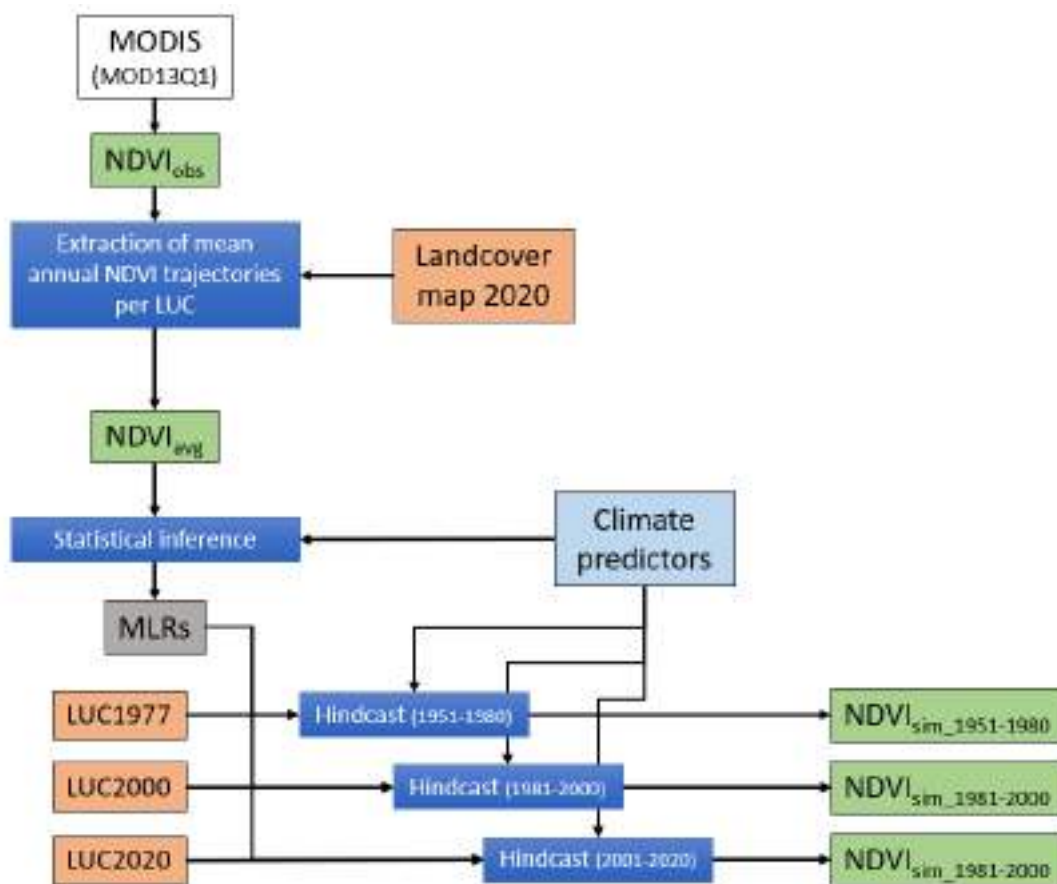 MODIS
(MOD13Q1)
NDVIobs
Extraction of mean
annual NDVI trajectories
per LUC
Landcover
map 2020
NDVIavg
Statistical inference
Climate
predictors
MLRs
LUC1977
Hindcast (1951-1980)
NDVIsim_1951-1980
LUC2000
Hindcast (1981-2000)
NDVIsim_1981-2000
LUC2020
Hindcast (2001-2020)
NDVIsim_1981-2000